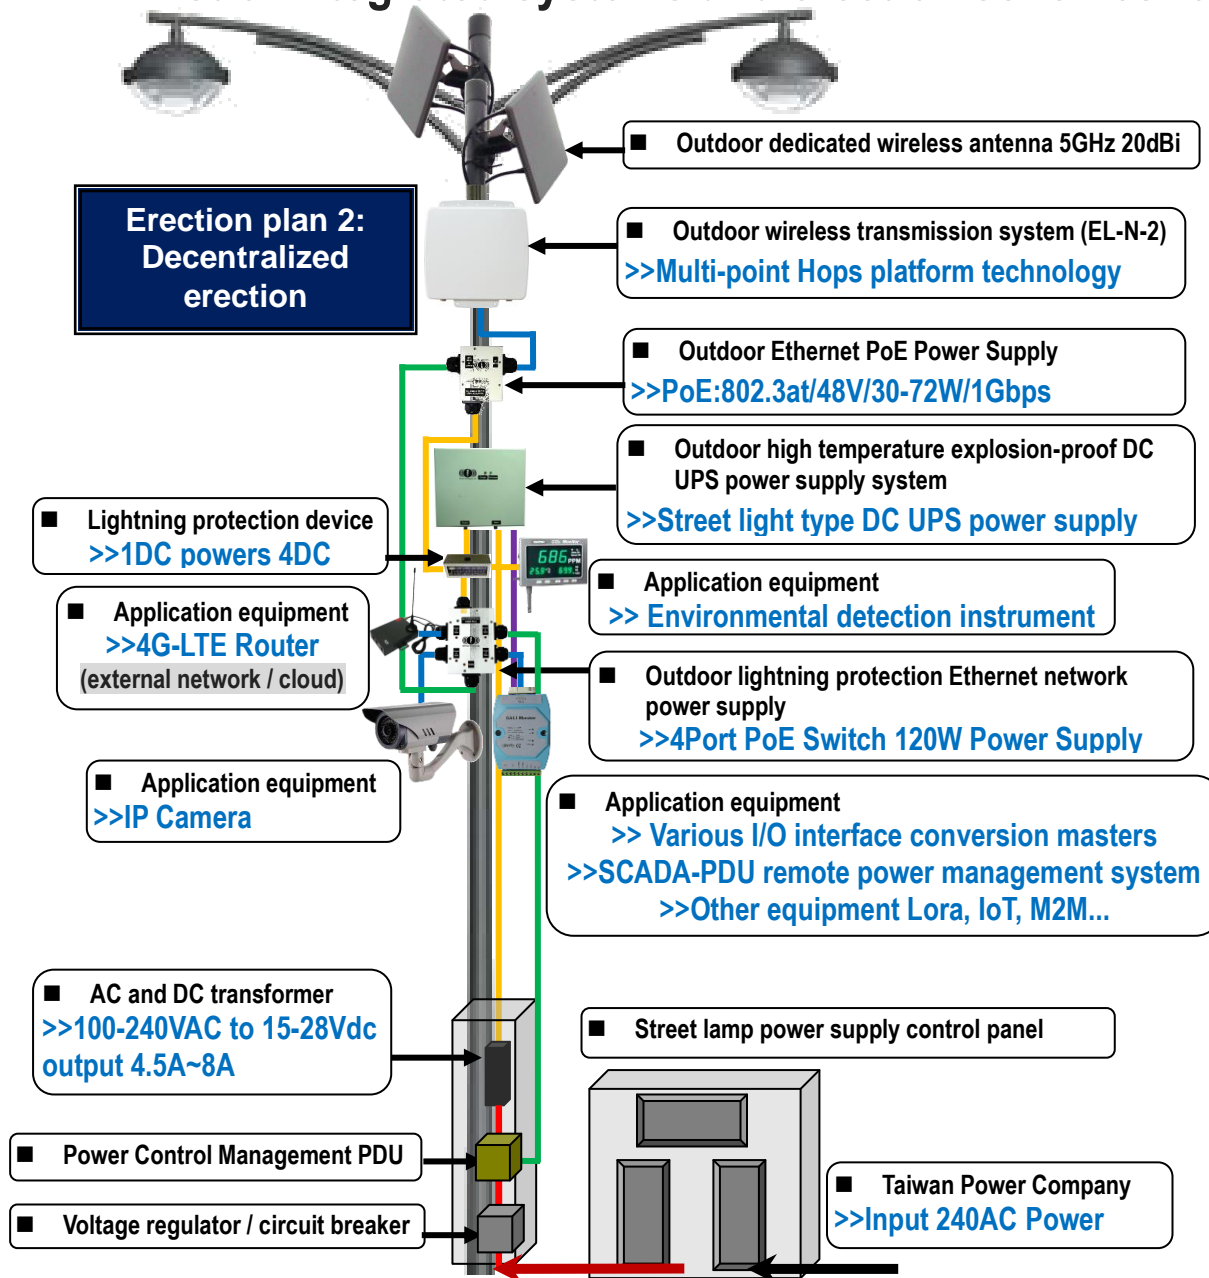 Erection plan 2:
Decentralized
erection
■ Outdoor dedicated wireless antenna 5GHz 20dBi
■ Outdoor wireless transmission system (EL-N-2)
>>Multi-point Hops platform technology
■ Outdoor Ethernet PoE Power Supply
>>PoE:802.3at/48V/30-72W/1Gbps
■ Outdoor high temperature explosion-proof DC
UPS power supply system
>>Street light type DC UPS power supply
■ Lightning protection device
>>1DC powers 4DC
686 PPM
■ Application equipment
>> Environmental detection instrument
■ Application equipment
>>4G-LTE Router
(external network / cloud)
■ Outdoor lightning protection Ethernet network
power supply
>>4Port PoE Switch 120W Power Supply
■ Application equipment
>>IP Camera
■ Application equipment
>> Various I/O interface conversion masters
>>SCADA-PDU remote power management system
>>Other equipment Lora, IoT, M2M...
■ AC and DC transformer
>>100-240VAC to 15-28Vdc
output 4.5A~8A
■ Street lamp power supply control panel
■ Power Control Management PDU
■ Taiwan Power Company
>>Input 240AC Power
■ Voltage regulator / circuit breaker